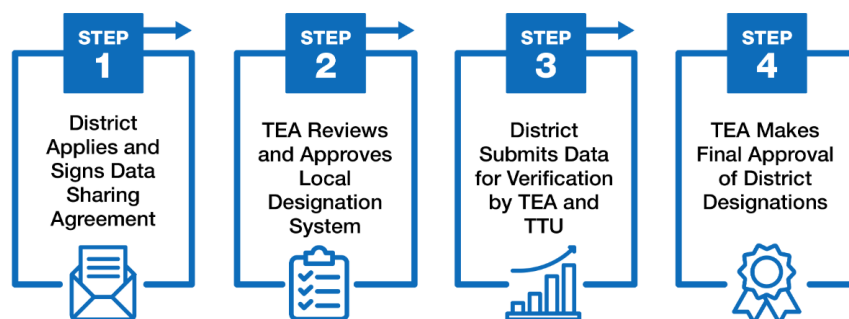 STEP
1
District
Applies and
Signs Data
Sharing
Agreement
STEP
2
TEA Reviews
and Approves
Local
Designation
System
STEP
3
District
Submits Data
for Verification
by TEA and
TTU
STEP
4
TEA Makes
Final Approval
of District
Designations